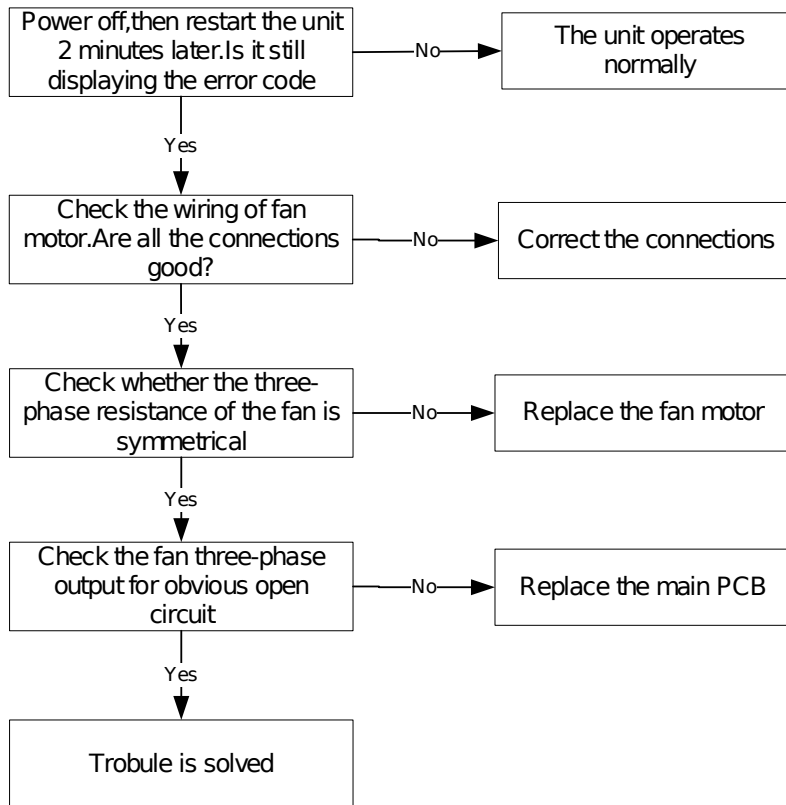 Power off,then restart the unit
2 minutes later.Is it still
displaying the error code
No
The unit operates
normally
Yes
Check the wiring of fan
motor.Are all the connections
good?
No
Correct the connections
Yes
Check whether the three-
phase resistance of the fan is
symmetrical
No
Replace the fan motor
Yes
Check the fan three-phase
output for obvious open
circuit
No
Replace the main PCB
Yes
Trobule is solved